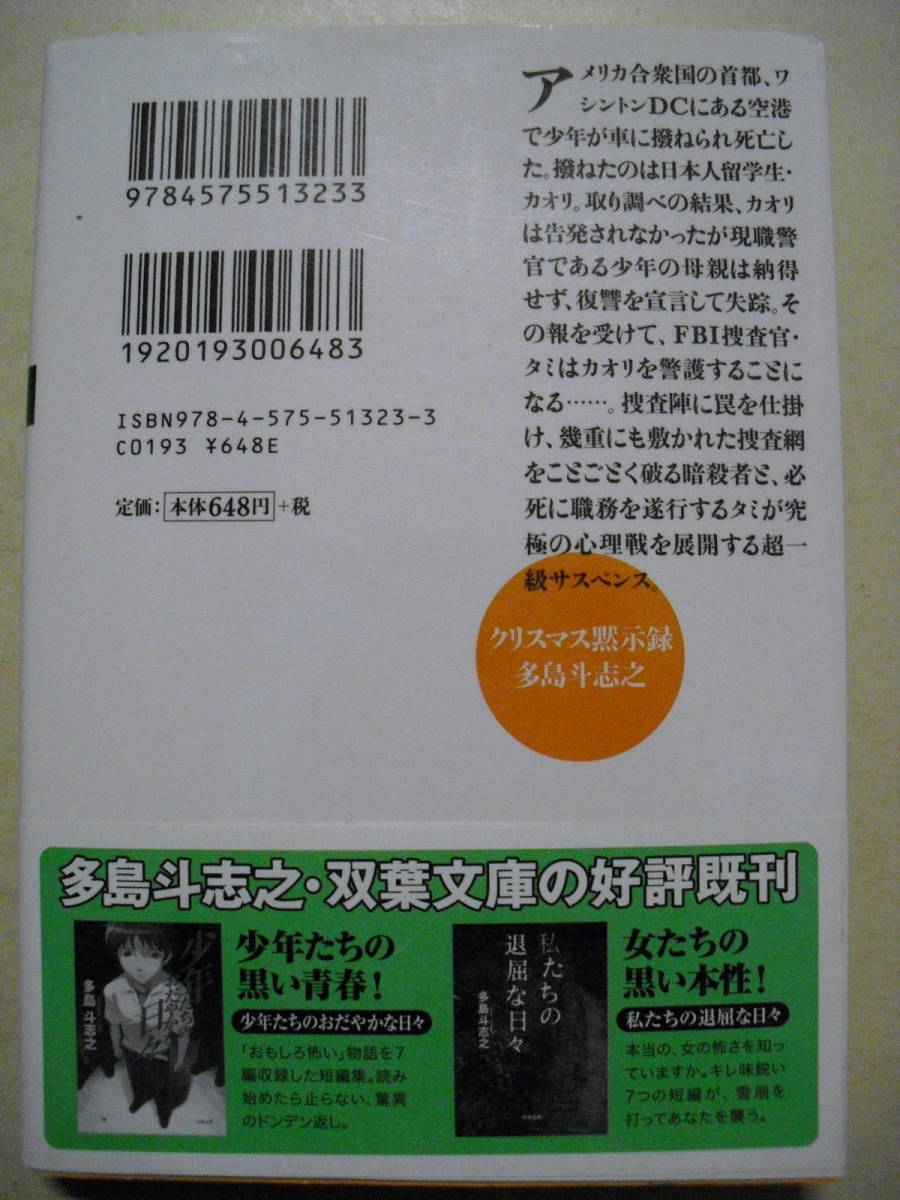 9784575513233
1920193006483
ISBN978-4-575-51323-3
C0193 ¥648E
定価：本体648円+税
アメリカ合衆国の首都、ワ
シントンDCにある空港
で少年が車に撥ねられ死亡し
た。撥ねたのは日本人留学生・
カオリ。取り調べの結果、カオリ
は告発されなかったが現職警
官である少年の母親は納得
せず、復讐を宣言して失踪。そ
の報を受けて、FBI捜査官・
タミはカオリを警護することに
なる……。捜査陣に罠を仕掛
け、幾重にも敷かれた捜査網
をことごとく破る暗殺者と、必
死に職務を遂行するタミが究
極の心理戦を展開する超一
級サスペンス。
クリスマス黙示録
多島斗志之
多島斗志之・双葉文庫の好評既刊
少年たちの
おだやかな
日々
多島斗志之
少年たちの
黒い青春！
少年たちのおだやかな日々
「おもしろ怖い」物語を7
編収録した短編集。読み
始めたら止らない、驚異
のドンデン返し。
私たちの
退屈な日々
多島斗志之
女たちの
黒い本性！
私たちの退屈な日々
本当の、女の怖さを知っ
ていますか。キレ味鋭い
7つの短編が、雪崩を
打ってあなたを襲う。